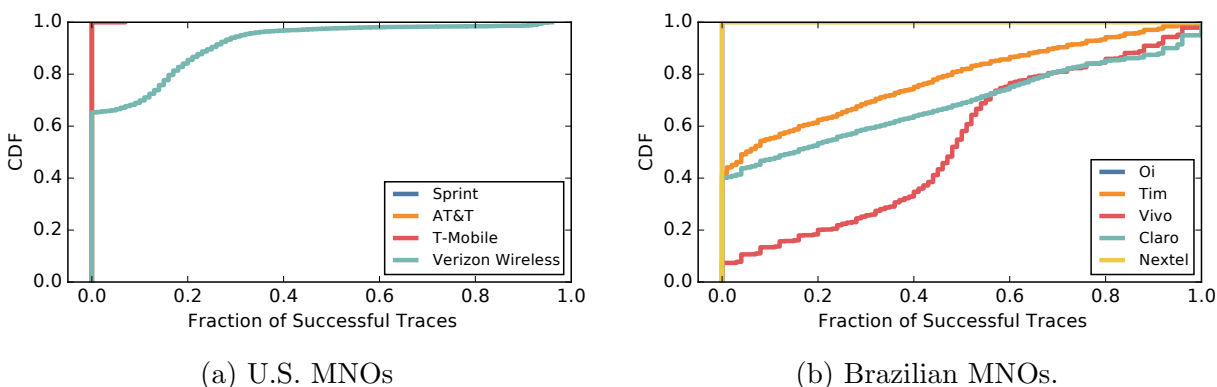 1.0
0.8
0.6
0.4
0.2
0.0
CDF
0.0 0.2 0.4 0.6 0.8 1.0
Fraction of Successful Traces
Sprint
AT&T
T-Mobile
Verizon Wireless
(a) U.S. MNOs
1.0
0.8
0.6
0.4
0.2
0.0
CDF
0.0 0.2 0.4 0.6 0.8 1.0
Fraction of Successful Traces
Oi
Tim
Vivo
Claro
Nextel
(b) Brazilian MNOs.